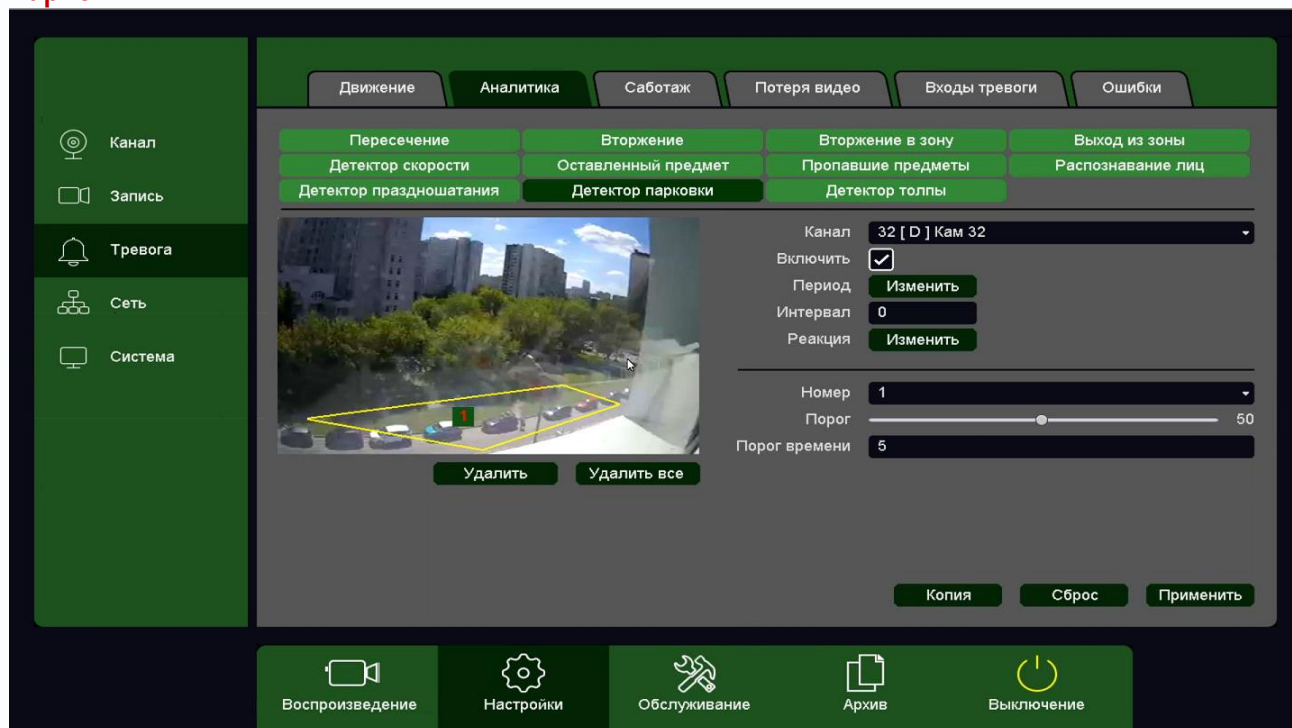 Движение Аналитика Саботаж Потеря видео Входы тревоги Ошибки
Канал
Запись
Тревога
Сеть
Система
Пересечение Вторжение Вторжение в зону Выход из зоны
Детектор скорости Оставленный предмет Пропавшие предметы Распознавание лиц
Детектор праздношатания Детектор парковки Детектор толпы
1
Удалить Удалить все
Канал 32 [ D ] Кам 32
Включить
Период Изменить
Интервал 0
Реакция Изменить
Номер 1
Порог 50
Порог времени 5
Копия Сброс Применить
Воспроизведение Настройки Обслуживание Архив Выключение